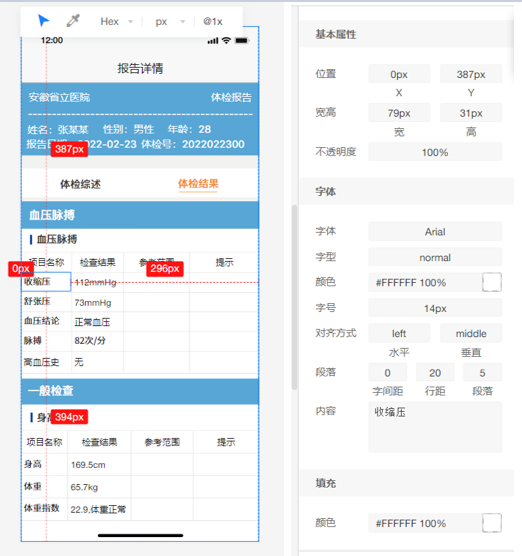 Hex px @1x
12:00
报告详情
安徽省立医院 体检报告
姓名：张某某 性别：男性 年龄：28
报告日 022-02-23 体检号：2022022300
387px
体检综述 体检结果
血压脉搏
血压脉搏
0px 296px
项目名称 检查结果 参考范围 提示
收缩压 112mmHg
舒张压 73mmHg
血压结论 正常血压
脉搏 82次/分
高血压史 无
一般检查
身 394px
项目名称 检查结果 参考范围 提示
身高 169.5cm
体重 65.7kg
体重指数 22.9,体重正常
基本属性
位置 0px 387px
X Y
宽高 79px 31px
宽 高
不透明度 100%
字体
字体 Arial
字型 normal
颜色 #FFFFFF 100%
字号 14px
对齐方式 left middle
水平 垂直
段落 0 20 5
字间距 行距 段落
内容 收缩压
填充
颜色 #FFFFFF 100%